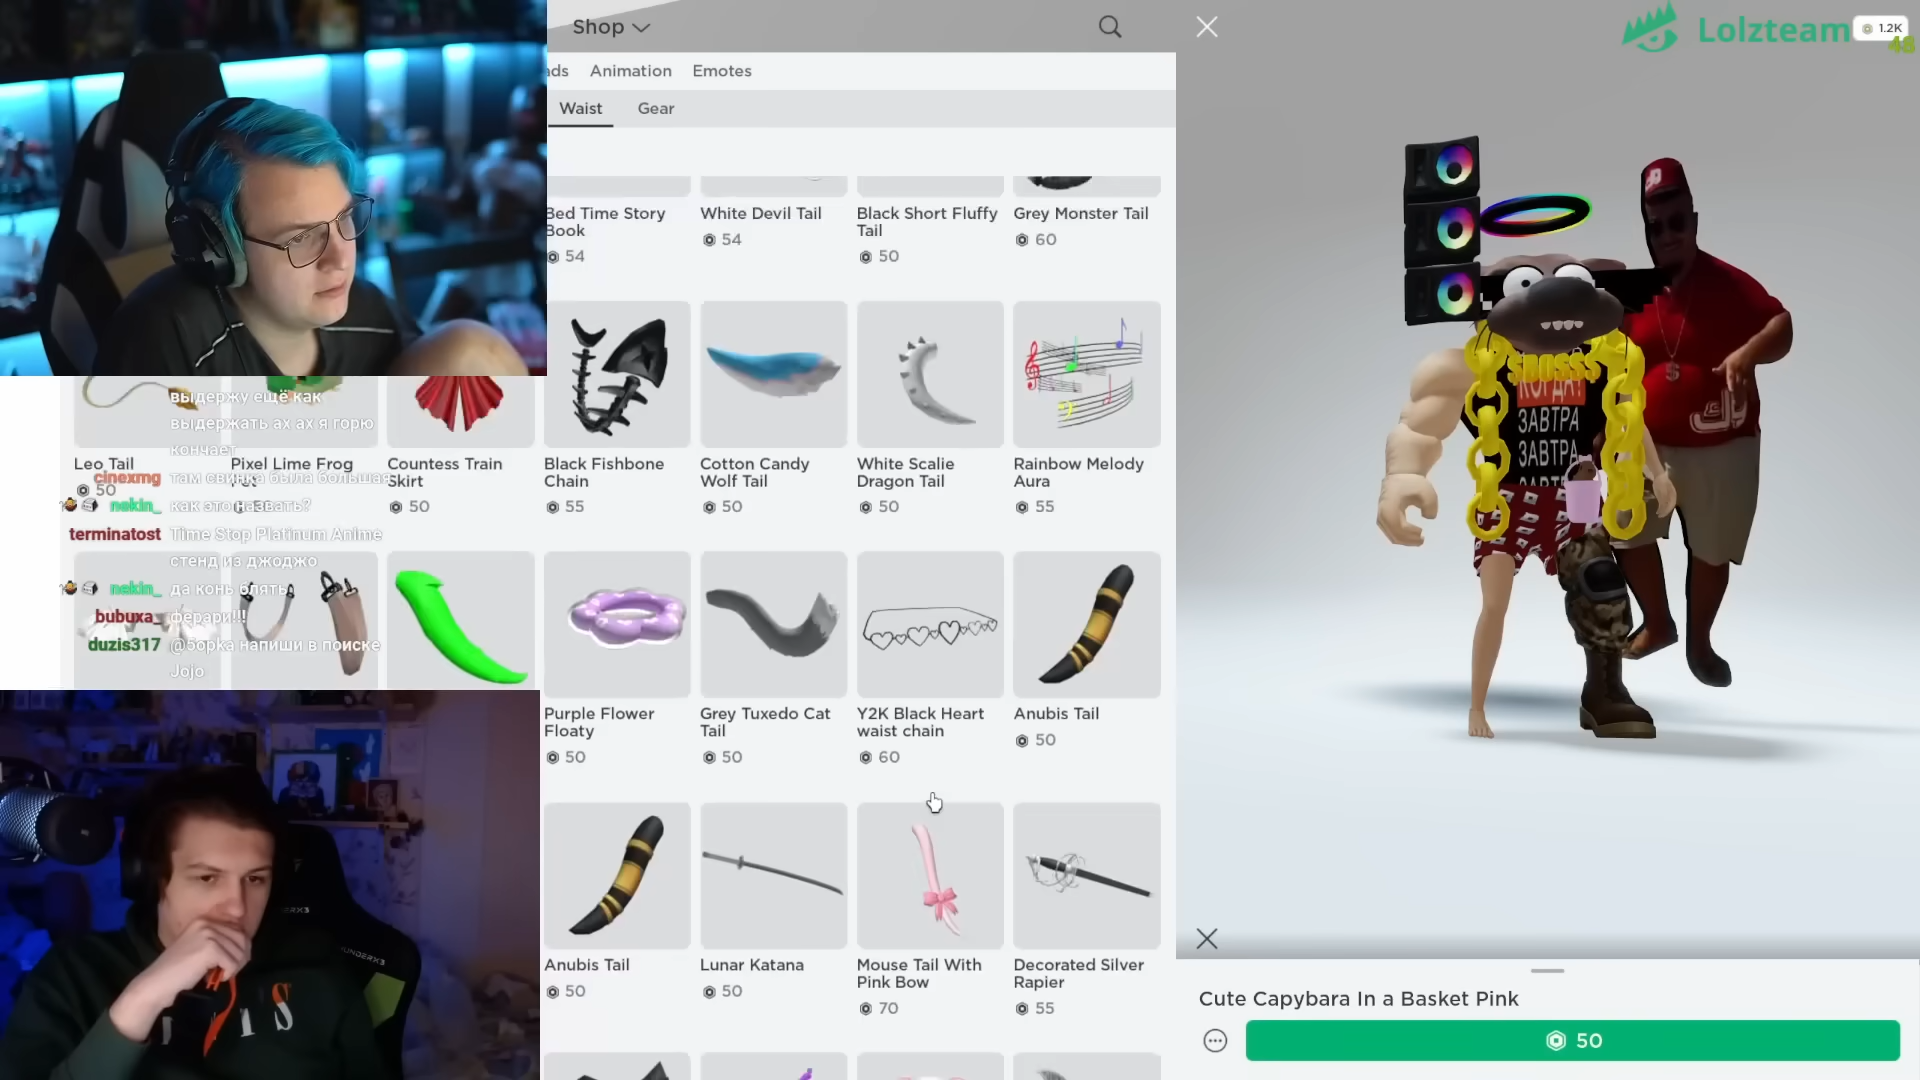 Shop
Lolzteam
1.2K
48
ads Animation Emotes
Waist Gear
Bed Time Story
Book
54
White Devil Tail
54
Black Short Fluffy
Tail
50
Grey Monster Tail
60
выдержу ещё как
выдержать ах ах я горю
кончает
cinexmg там свинка была большая
nekin_ как это назвать?
terminatost Time Stop Platinum Anime
стенд из джоджо
nekin_ да конь блять
bubuxa_ ферари!!!
duzis317 @борка напиши в поиске
Jojo
Leo Tail
50
Pixel Lime Frog
Countess Train
Skirt
50
Black Fishbone
Chain
55
Cotton Candy
Wolf Tail
50
White Scalie
Dragon Tail
50
Rainbow Melody
Aura
55
Purple Flower
Floaty
50
Grey Tuxedo Cat
Tail
50
Y2K Black Heart
waist chain
60
Anubis Tail
50
Anubis Tail
50
Lunar Katana
50
Mouse Tail With
Pink Bow
70
Decorated Silver
Rapier
55
ЗАВТРА
ЗАВТРА
Cute Capybara In a Basket Pink
50